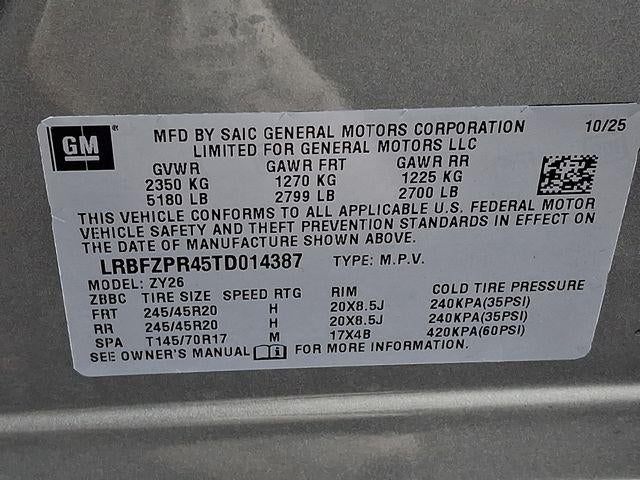 GM
MFD BY SAIC GENERAL MOTORS CORPORATION 10/25
LIMITED FOR GENERAL MOTORS LLC
GVWR GAWR FRT GAWR RR
2350 KG 1270 KG 1225 KG
5180 LB 2799 LB 2700 LB
THIS VEHICLE CONFORMS TO ALL APPLICABLE U.S. FEDERAL MOTOR
VEHICLE SAFETY AND THEFT PREVENTION STANDARDS IN EFFECT ON
THE DATE OF MANUFACTURE SHOWN ABOVE.
LRBFZPR45TD014387 TYPE: M.P.V.
MODEL: ZY26
ZBBC TIRE SIZE SPEED RTG RIM COLD TIRE PRESSURE
FRT 245/45R20 H 20X8.5J 240KPA(35PSI)
RR 245/45R20 H 20X8.5J 240KPA(35PSI)
SPA T145/70R17 M 17X4B 420KPA(60PSI)
SEE OWNER'S MANUAL FOR MORE INFORMATION.